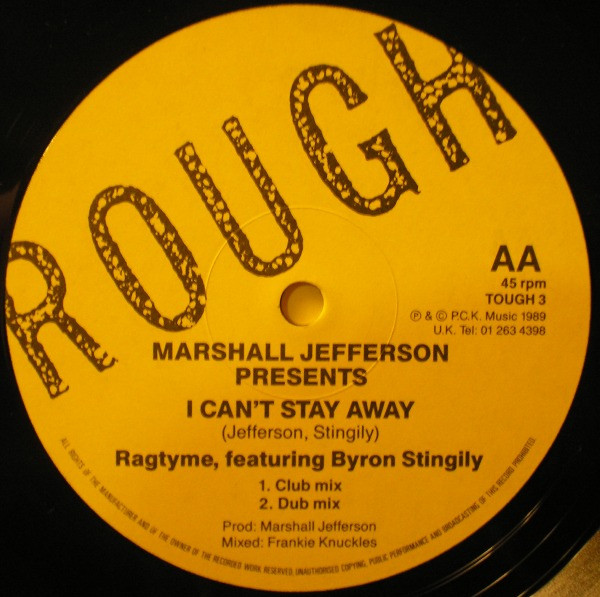 ROUGH
AA
45 rpm
TOUGH 3
Ⓟ & © P.C.K. Music 1989
U.K. Tel: 01 263 4398
MARSHALL JEFFERSON
PRESENTS
I CAN'T STAY AWAY
(Jefferson, Stingily)
Ragtyme, featuring Byron Stingily
1. Club mix
2. Dub mix
Prod: Marshall Jefferson
Mixed: Frankie Knuckles
ALL RIGHTS OF THE MANUFACTURER AND OF THE OWNER OF THE RECORDED WORK RESERVED. UNAUTHORISED COPYING, PUBLIC PERFORMANCE AND BROADCASTING OF THIS RECORD PROHIBITED.